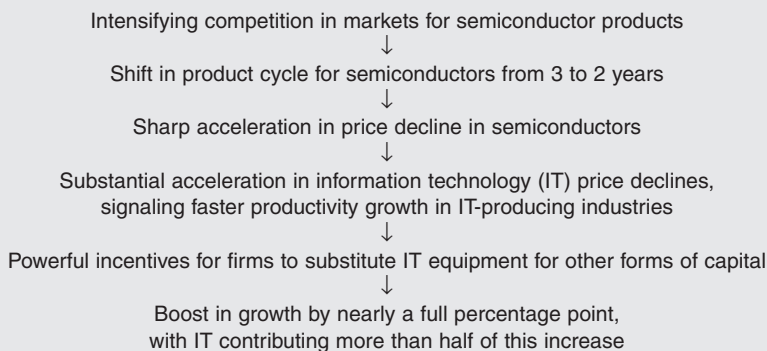 Intensifying competition in markets for semiconductor products
↓
Shift in product cycle for semiconductors from 3 to 2 years
↓
Sharp acceleration in price decline in semiconductors
↓
Substantial acceleration in information technology (IT) price declines,
signaling faster productivity growth in IT-producing industries
↓
Powerful incentives for firms to substitute IT equipment for other forms of capital
↓
Boost in growth by nearly a full percentage point,
with IT contributing more than half of this increase